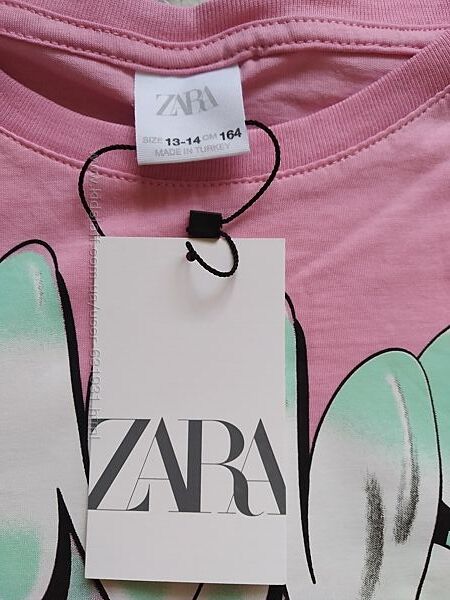 ZARA
SIZE 13-14 CM 164
MADE IN TURKEY
ZARA